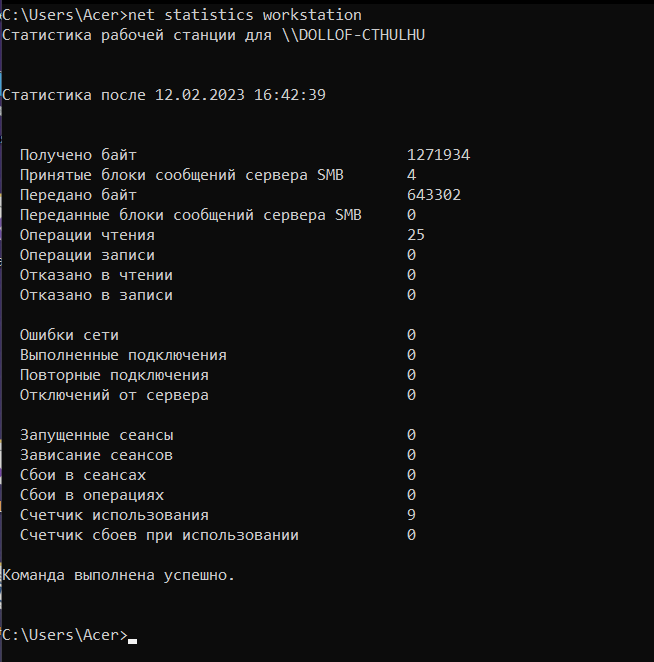 C:\Users\Acer>net statistics workstation
Статистика рабочей станции для \\DOLLOF-CTHULHU
Статистика после 12.02.2023 16:42:39
Получено байт 1271934
Принятые блоки сообщений сервера SMB 4
Передано байт 643302
Переданные блоки сообщений сервера SMB 0
Операции чтения 25
Операции записи 0
Отказано в чтении 0
Отказано в записи 0
Ошибки сети 0
Выполненные подключения 0
Повторные подключения 0
Отключений от сервера 0
Запущенные сеансы 0
Зависание сеансов 0
Сбои в сеансах 0
Сбои в операциях 0
Счетчик использования 9
Счетчик сбоев при использовании 0
Команда выполнена успешно.
C:\Users\Acer>